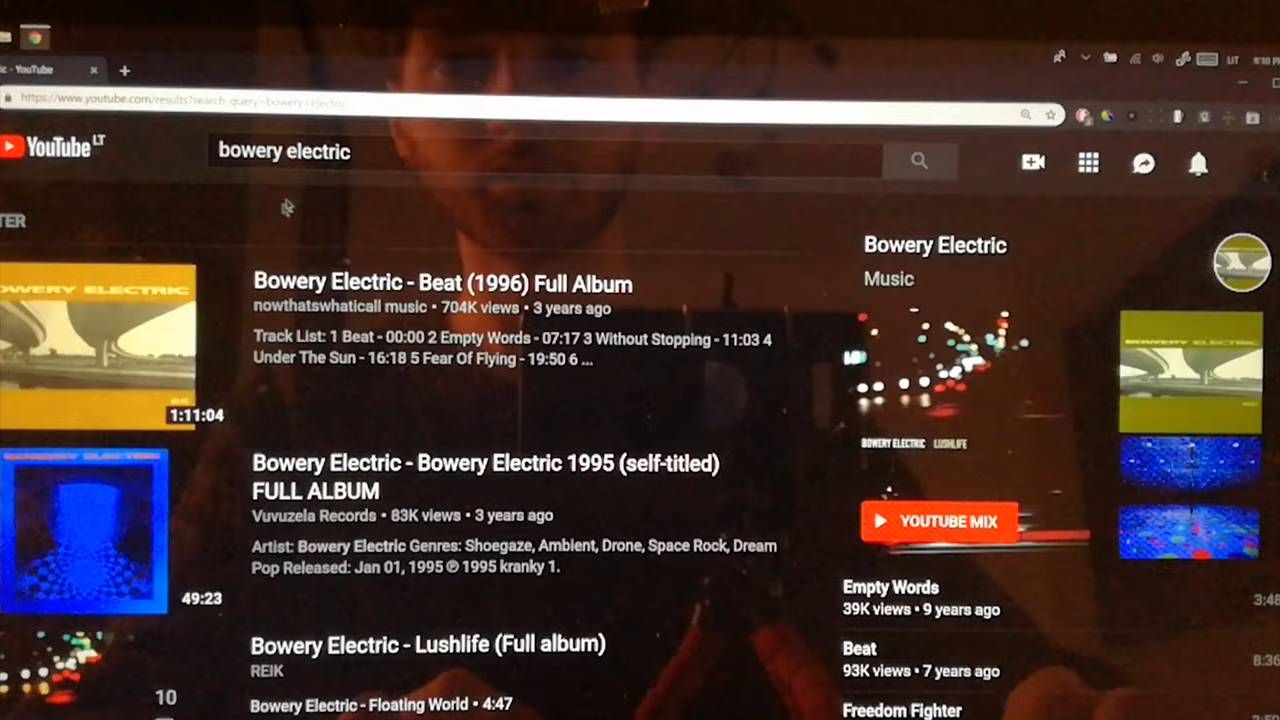 c - YouTube
LIT
https://www.youtube.com/results?search_query=bowery+electric
YouTube LT
bowery electric
TER
OWERY ELECTRIC
1:11:04
Bowery Electric - Beat (1996) Full Album
nowthatswhaticall music • 704K views • 3 years ago
Track List: 1 Beat - 00:00 2 Empty Words - 07:17 3 Without Stopping - 11:03 4
Under The Sun - 16:18 5 Fear Of Flying - 19:50 6 ...
BOWERY ELECTRIC
49:23
Bowery Electric - Bowery Electric 1995 (self-titled)
FULL ALBUM
Vuvuzela Records • 83K views • 3 years ago
Artist: Bowery Electric Genres: Shoegaze, Ambient, Drone, Space Rock, Dream
Pop Released: Jan 01, 1995 ℗ 1995 kranky 1.
10
Bowery Electric - Lushlife (Full album)
REIK
Bowery Electric - Floating World • 4:47
Bowery Electric
Music
BOWERY ELECTRIC LUSHLIFE
BOWERY ELECTRIC
YOUTUBE MIX
Empty Words
3:48
39K views • 9 years ago
Beat
8:36
93K views • 7 years ago
Freedom Fighter